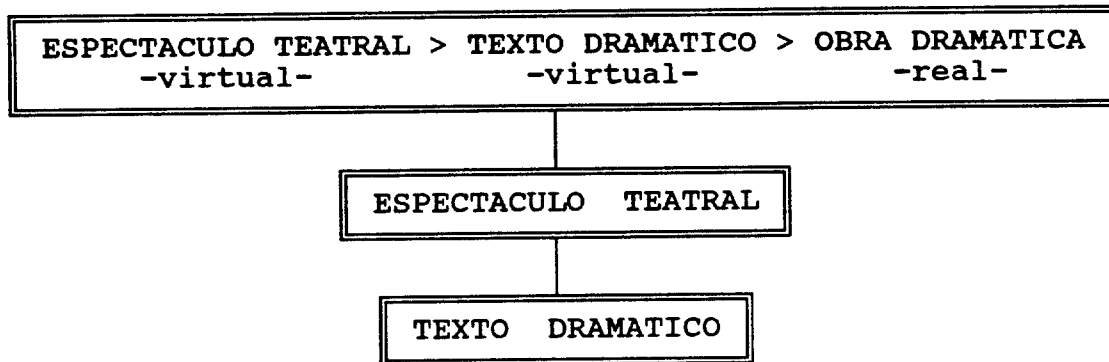 ESPECTACULO TEATRAL > TEXTO DRAMATICO > OBRA DRAMATICA
-virtual- -virtual- -real-
ESPECTACULO TEATRAL
TEXTO DRAMATICO